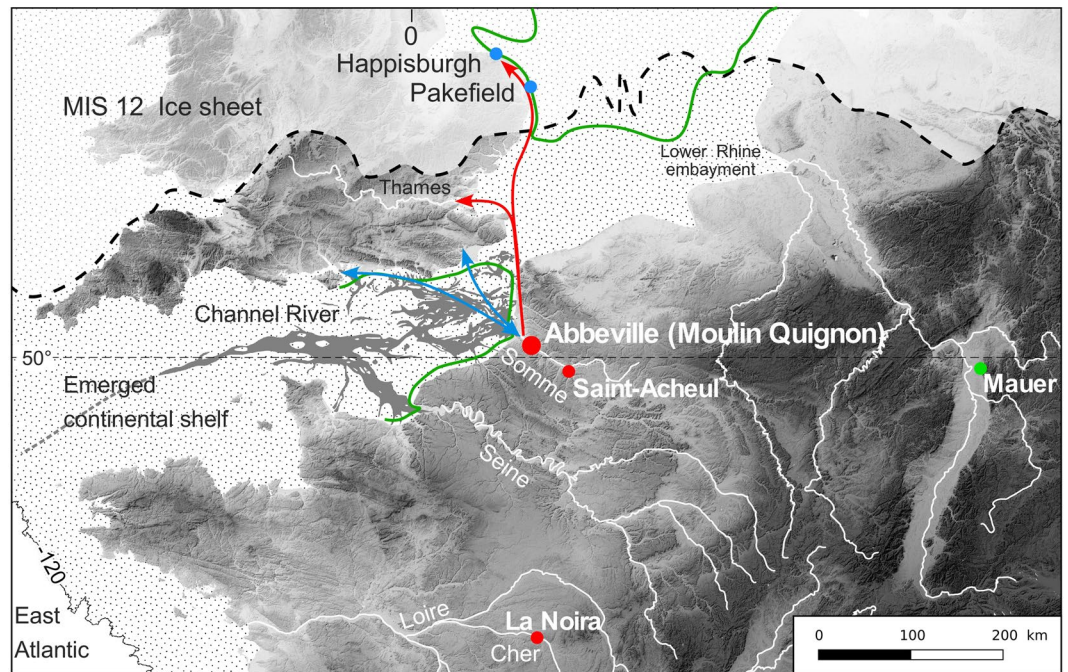 0
Happisburgh
Pakefield
MIS 12 Ice sheet
Lower Rhine
embayment
Thames
Channel River
Abbeville (Moulin Quignon)
50°
Somme
Saint-Acheul
Mauer
Emerged
continental shelf
Seine
-120
East
Atlantic
Loire
La Noira
Cher
0 100 200 km